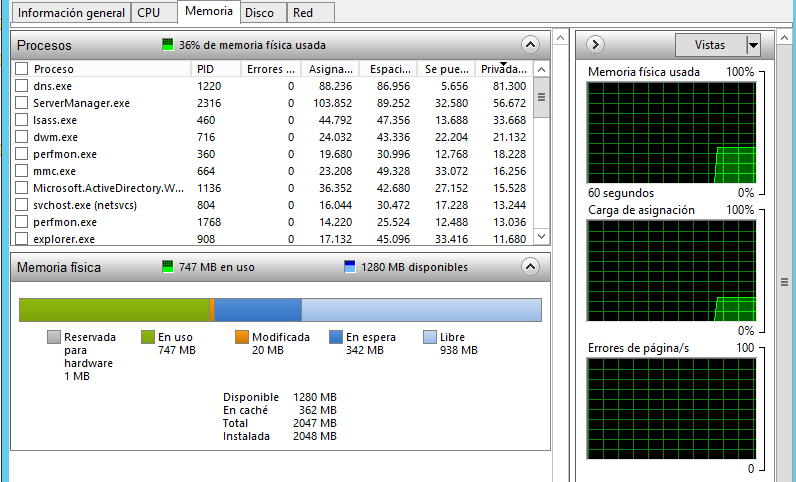 Información general CPU Memoria Disco Red
Procesos 36% de memoria física usada
Proceso PID Errores ... Asigna... Espaci... Se pue... Privada...
dns.exe 1220 0 88.236 86.956 5.656 81.300
ServerManager.exe 2316 0 103.852 89.252 32.580 56.672
lsass.exe 460 0 44.792 47.356 13.688 33.668
dwm.exe 716 0 24.032 43.336 22.204 21.132
perfmon.exe 360 0 19.680 30.996 12.768 18.228
mmc.exe 664 0 23.208 49.328 33.072 16.256
Microsoft.ActiveDirectory.W... 1136 0 36.352 42.680 27.152 15.528
svchost.exe (netsvcs) 804 0 16.044 30.472 17.228 13.244
perfmon.exe 1768 0 14.220 25.524 12.488 13.036
explorer.exe 908 0 17.132 45.096 33.416 11.680
Memoria física 747 MB en uso 1280 MB disponibles
Reservada para hardware 1 MB
En uso 747 MB
Modificada 20 MB
En espera 342 MB
Libre 938 MB
Disponible 1280 MB
En caché 362 MB
Total 2047 MB
Instalada 2048 MB
Vistas
Memoria física usada 100%
60 segundos 0%
Carga de asignación 100%
0%
Errores de página/s 100
0